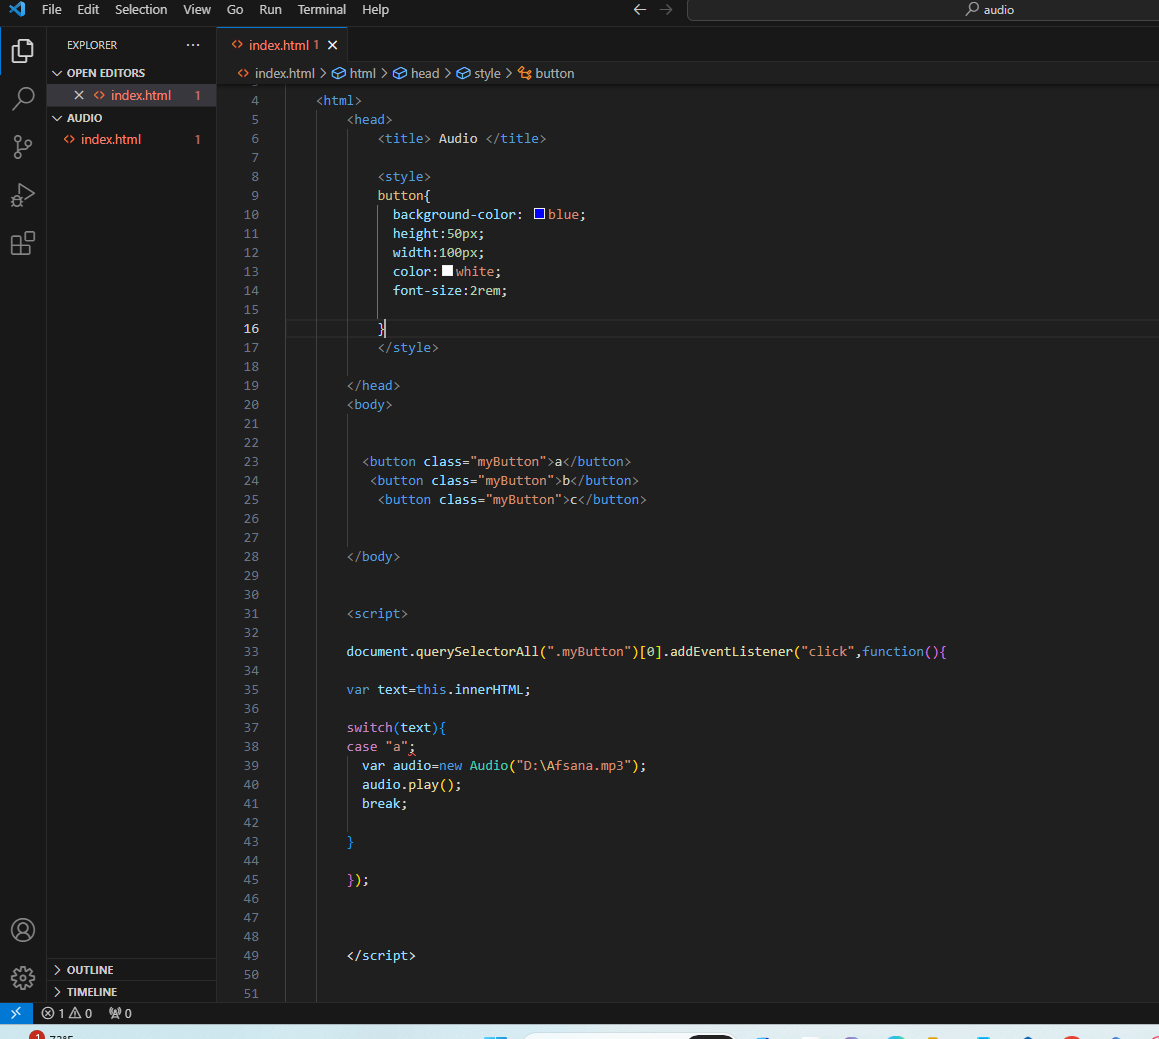 File Edit Selection View Go Run Terminal Help
audio
EXPLORER
index.html 1
OPEN EDITORS
index.html 1
AUDIO
index.html 1
index.html > html > head > style > button
4 <html>
5 <head>
6 <title> Audio </title>
7
8 <style>
9 button{
10 background-color: blue;
11 height:50px;
12 width:100px;
13 color: white;
14 font-size:2rem;
15
16 }
17 </style>
18
19 </head>
20 <body>
21
22
23 <button class="myButton">a</button>
24 <button class="myButton">b</button>
25 <button class="myButton">c</button>
26
27
28 </body>
29
30
31 <script>
32
33 document.querySelectorAll(".myButton")[0].addEventListener("click",function(){
34
35 var text=this.innerHTML;
36
37 switch(text){
38 case "a";
39 var audio=new Audio("D:\Afsana.mp3");
40 audio.play();
41 break;
42
43 }
44
45 });
46
47
48
49 </script>
50
51
OUTLINE
TIMELINE
1 0 0
1